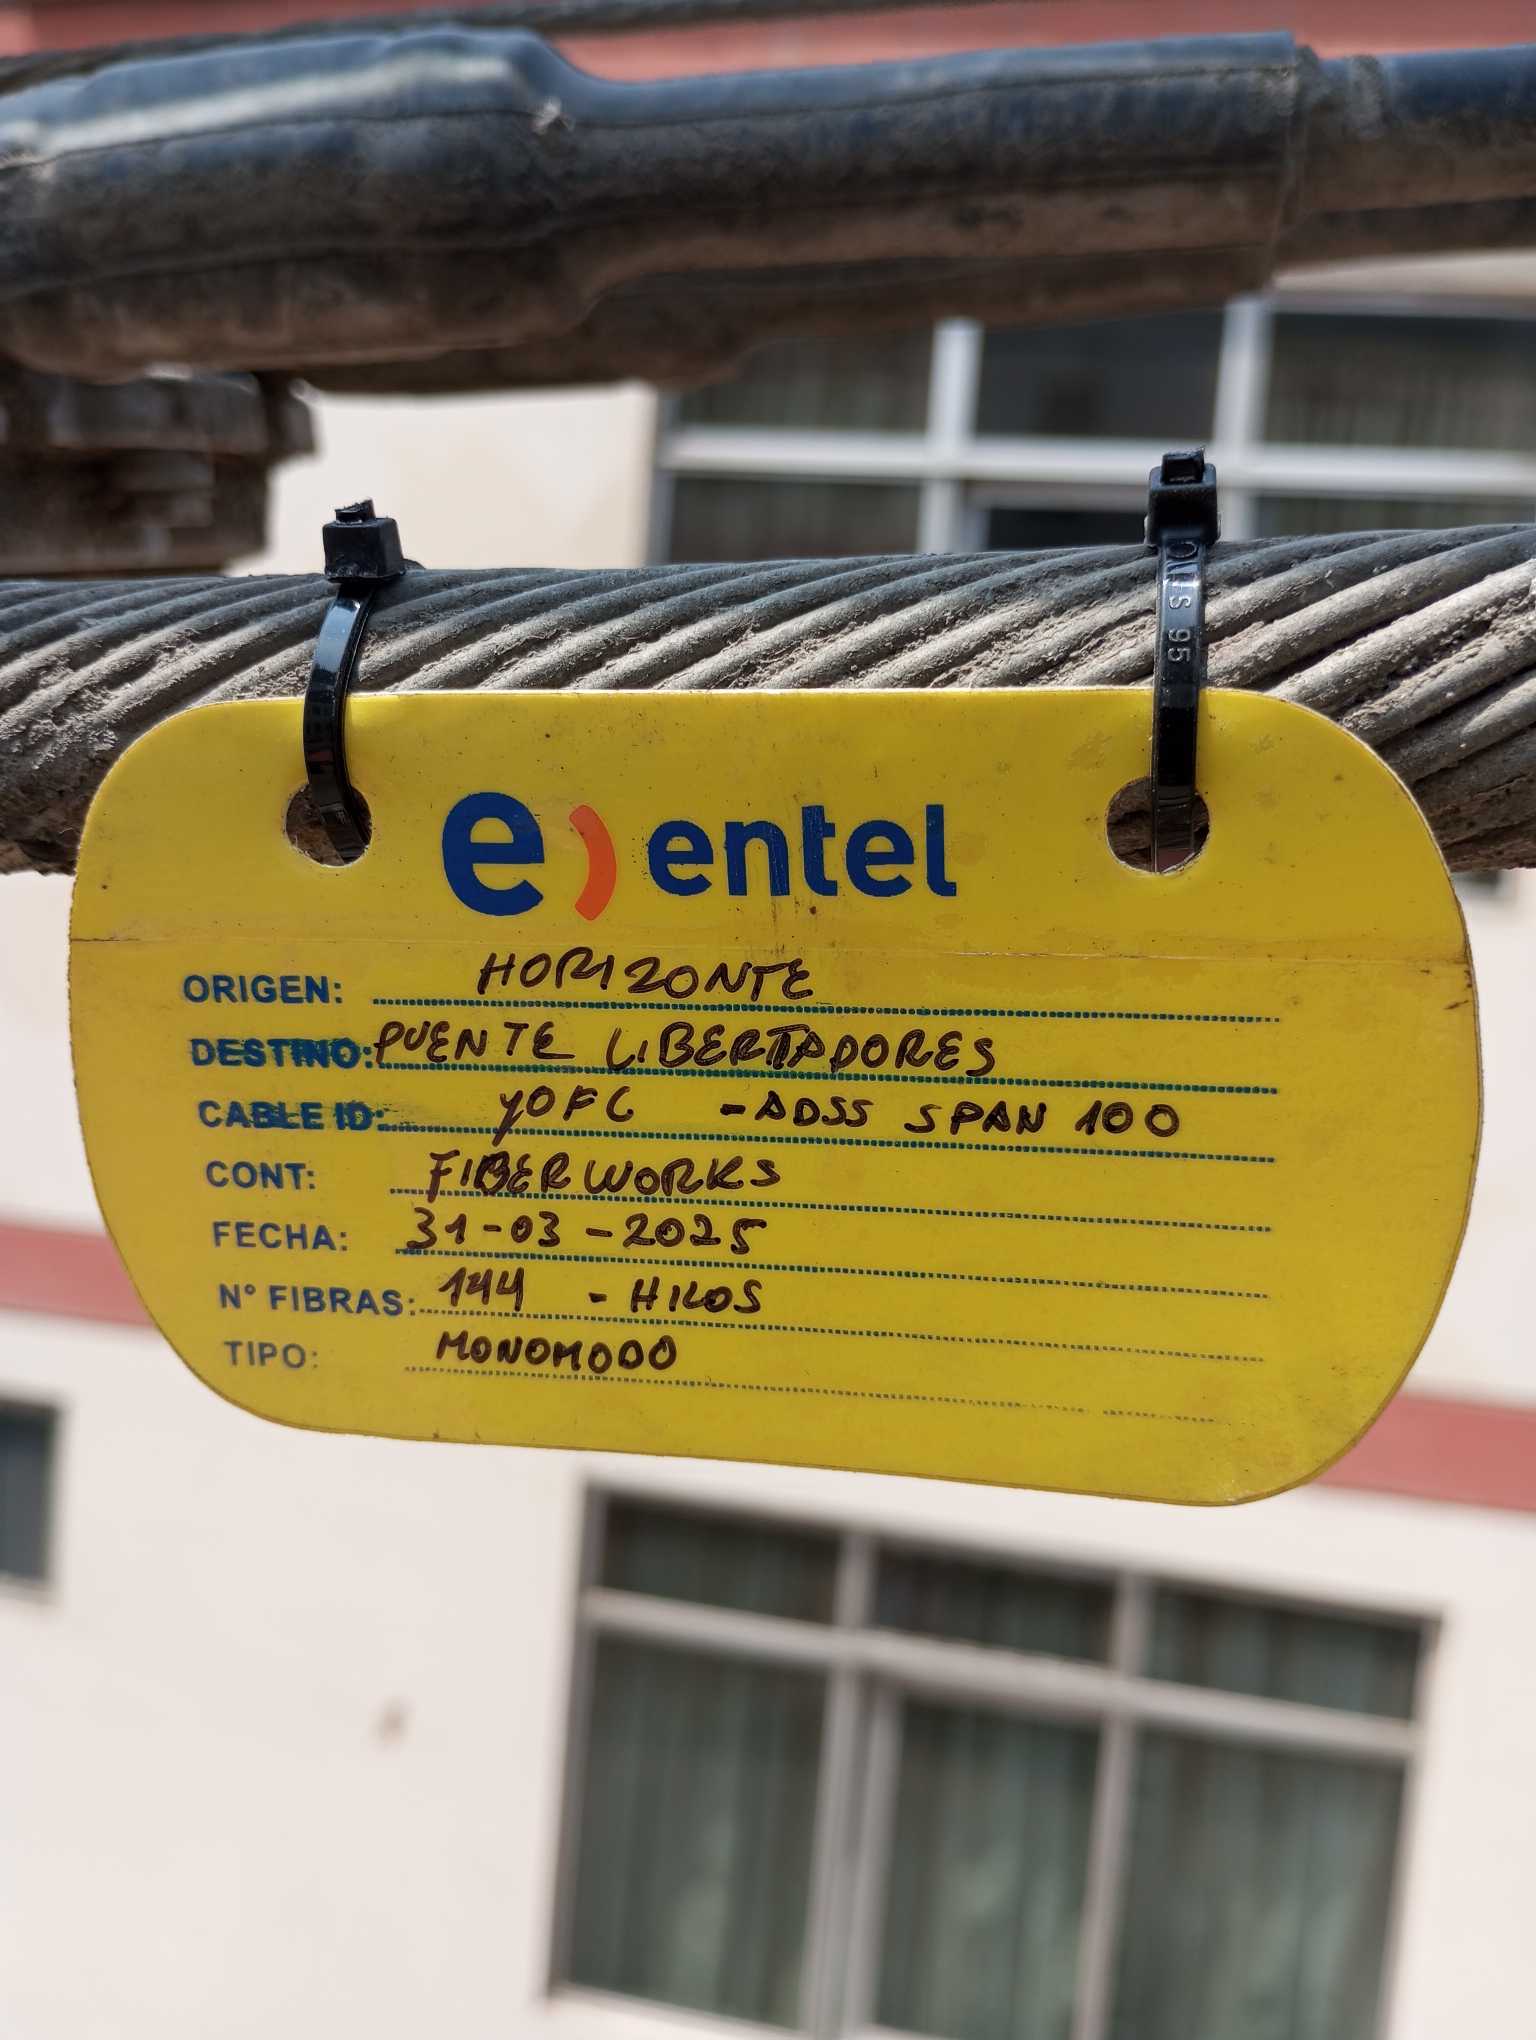 e) entel
ORIGEN: HORIZONTE
DESTINO: PUENTE LIBERTADORES
CABLE ID: YOFC - ADSS SPAN 100
CONT: FIBERWORKS
FECHA: 31-03-2025
N° FIBRAS: 144 - HILOS
TIPO: MONOMODO